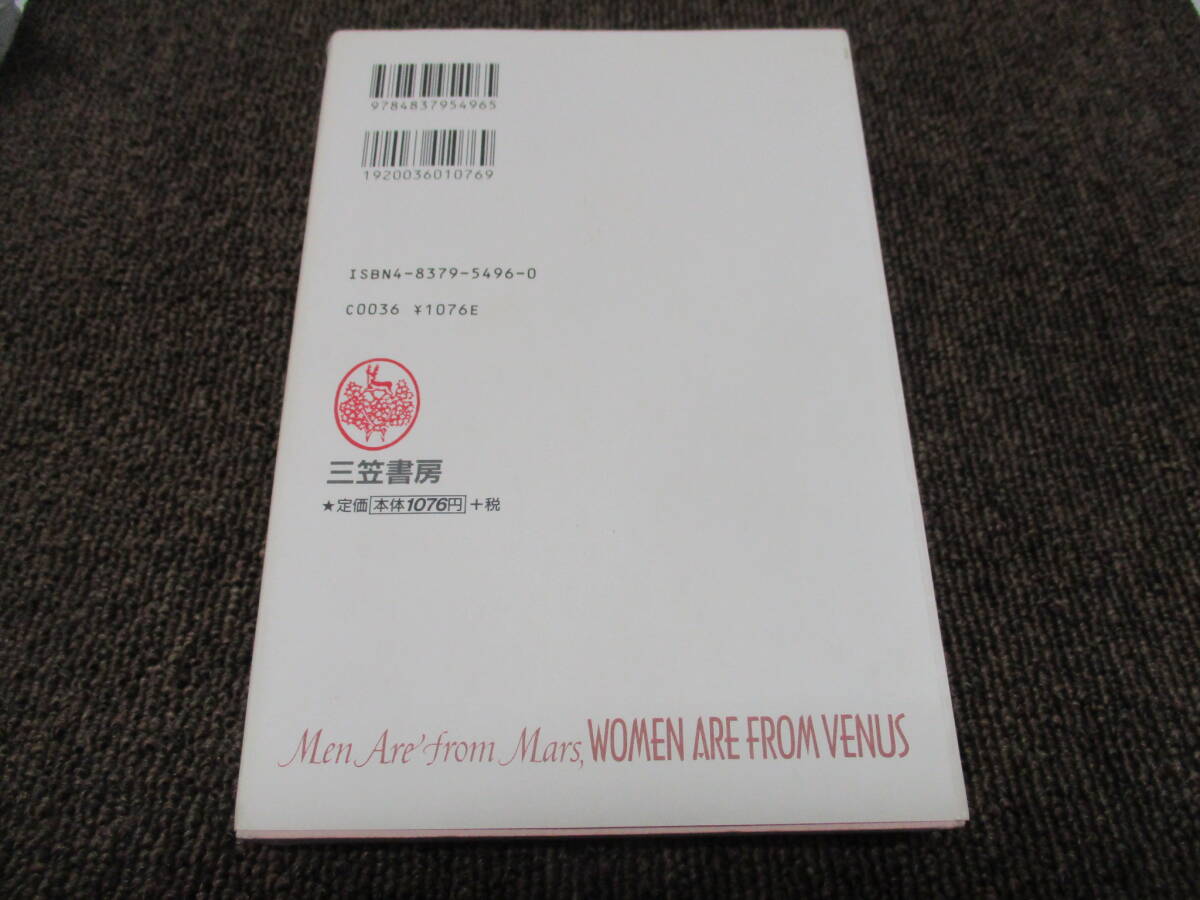 9784837954965
1920036010769
ISBN4-8379-5496-0
C0036 ¥1076E
三笠書房
★定価 本体1076円 +税
Men Are from Mars, WOMEN ARE FROM VENUS